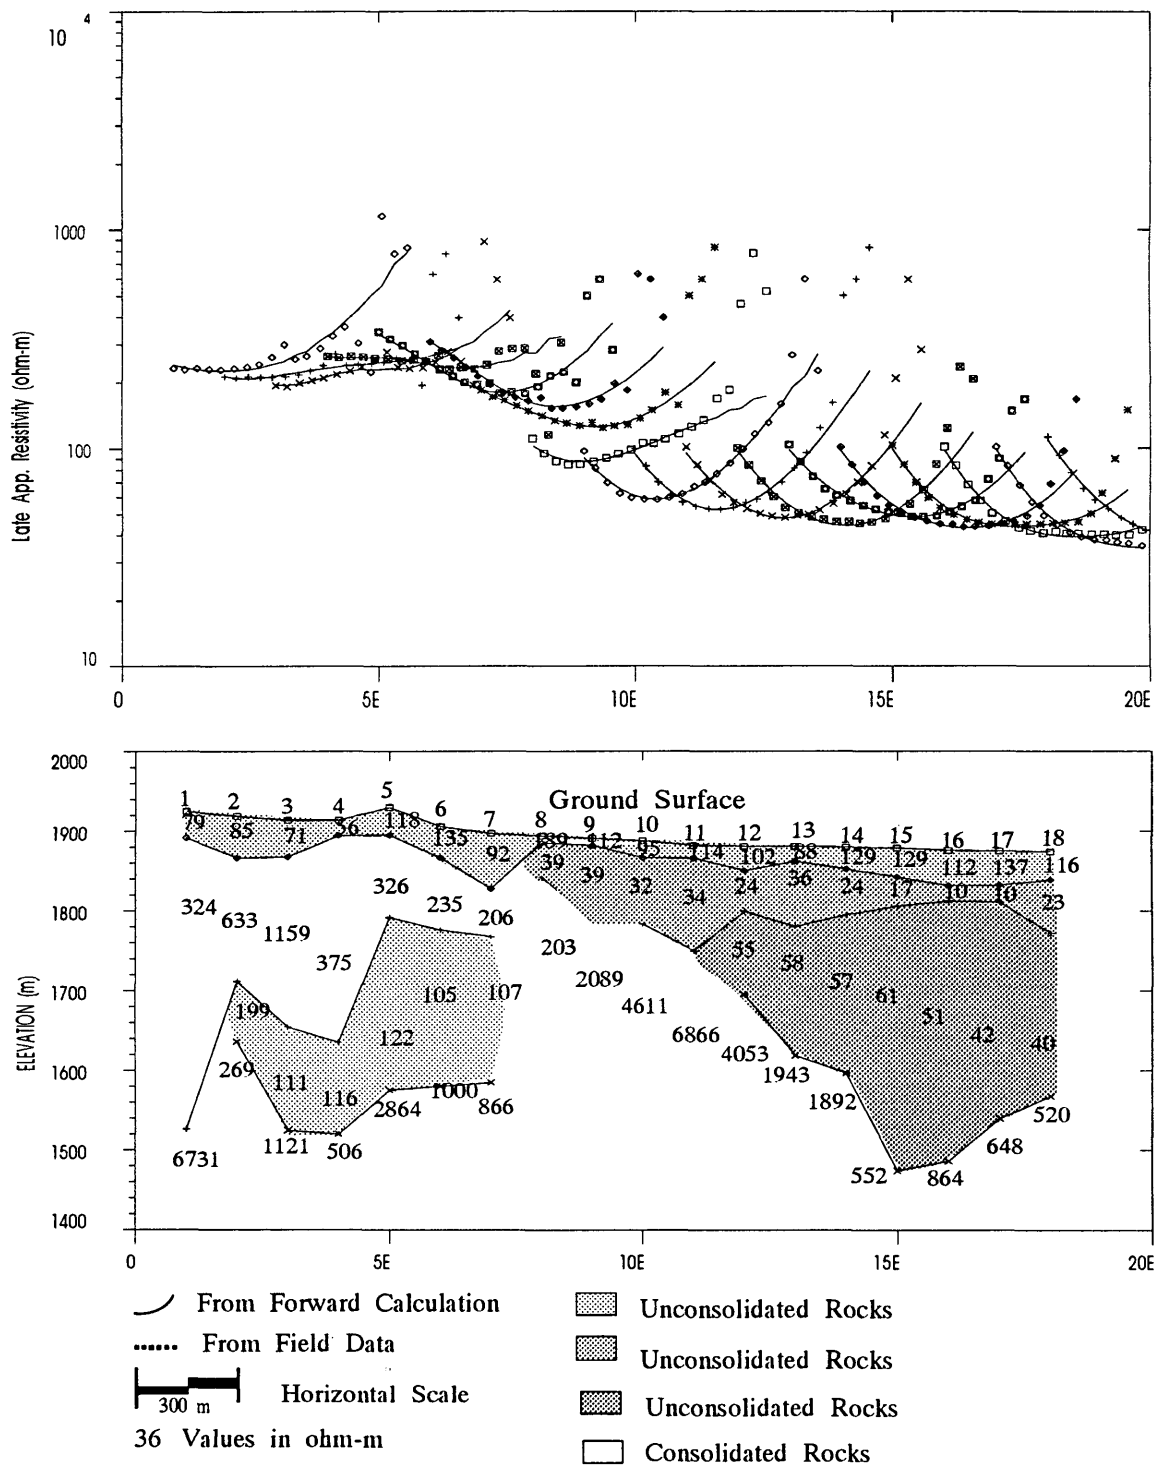 10 4
1000
100
10
Late App. Resistivity (ohm-m)
0 5E 10E 15E 20E
2000
1900
1800
1700
1600
1500
1400
ELEVATION (m)
Ground Surface
1 2 3 4 5 6 7 8 9 10 11 12 13 14 15 16 17 18
79 85 71 56 118 135 92 189 112 95 114 102 88 129 129 112 137 116
39 39 32 34 24 36 24 17 10 10 23
324 633 1159 375 326 235 206 203 2089 4611 6866 4053 1943 1892 552 864 648 520
199 111 116 122 105 107 55 58 57 61 51 42 40
6731 269 1121 506 2864 1000 866
0 5E 10E 15E 20E
From Forward Calculation
From Field Data
300 m Horizontal Scale
36 Values in ohm-m
Unconsolidated Rocks
Unconsolidated Rocks
Unconsolidated Rocks
Consolidated Rocks